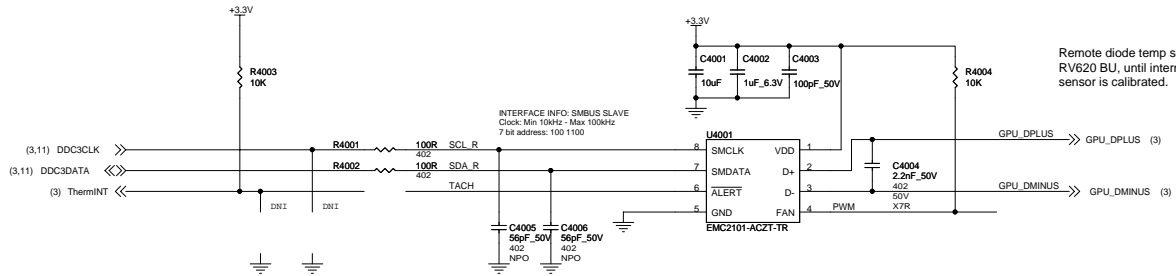 +3.3V
+3.3V
R4003
10K
C4001
10uF
C4002
1uF_6.3V
C4003
100pF_50V
R4004
10K
Remote diode temp s
RV620 BU, until interr
sensor is calibrated.
INTERFACE INFO: SMBUS SLAVE
Clock: Min 10kHz - Max 100kHz
7 bit address: 100 1100
U4001
(3,11) DDC3CLK
R4001
100R
402
SCL_R
8 SMCLK
VDD 1
GPU_DPLUS
GPU_DPLUS (3)
(3,11) DDC3DATA
R4002
100R
402
SDA_R
7 SMDATA
D+ 2
C4004
2.2nF_50V
402
50V
X7R
(3) ThermINT
TACH
6 ALERT
D- 3
GPU_DMINUS
GPU_DMINUS (3)
5 GND
FAN 4
PWM
EMC2101-ACZT-TR
DNI
DNI
C4005
56pF_50V
402
NPO
C4006
56pF_50V
402
NPO